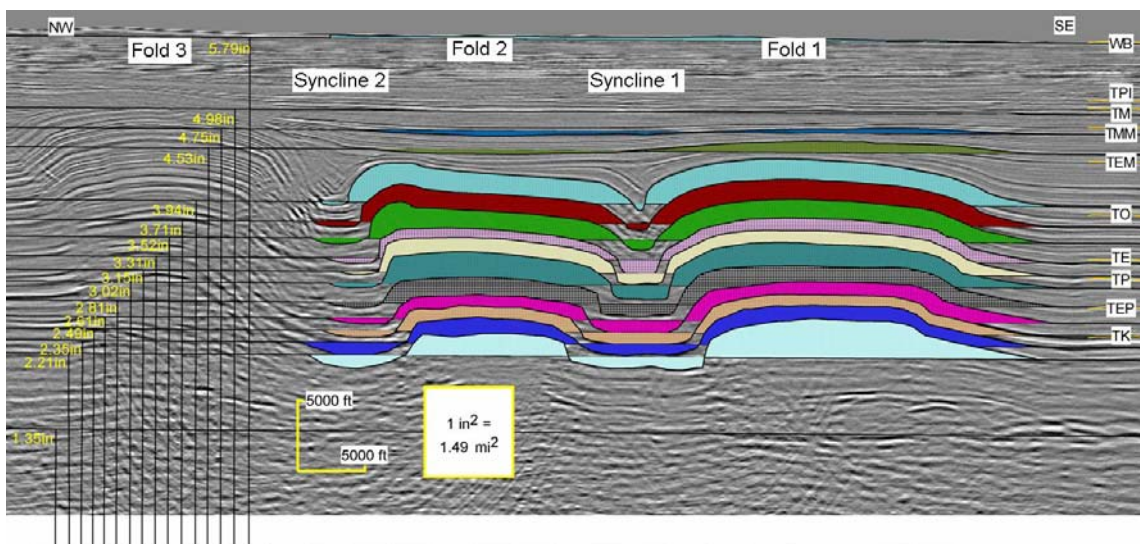 NW
SE
Fold 3
Fold 2
Fold 1
5.79in
WB
Syncline 2
Syncline 1
TPI
TM
4.98in
TMM
4.75in
4.53in
TEM
3.94in
TO
3.71in
3.52in
3.31in
TE
3.15in
TP
3.02in
2.81in
TEP
2.61in
2.49in
TK
2.35in
2.21in
5000 ft
1 in² =
1.49 mi²
1.35in
5000 ft